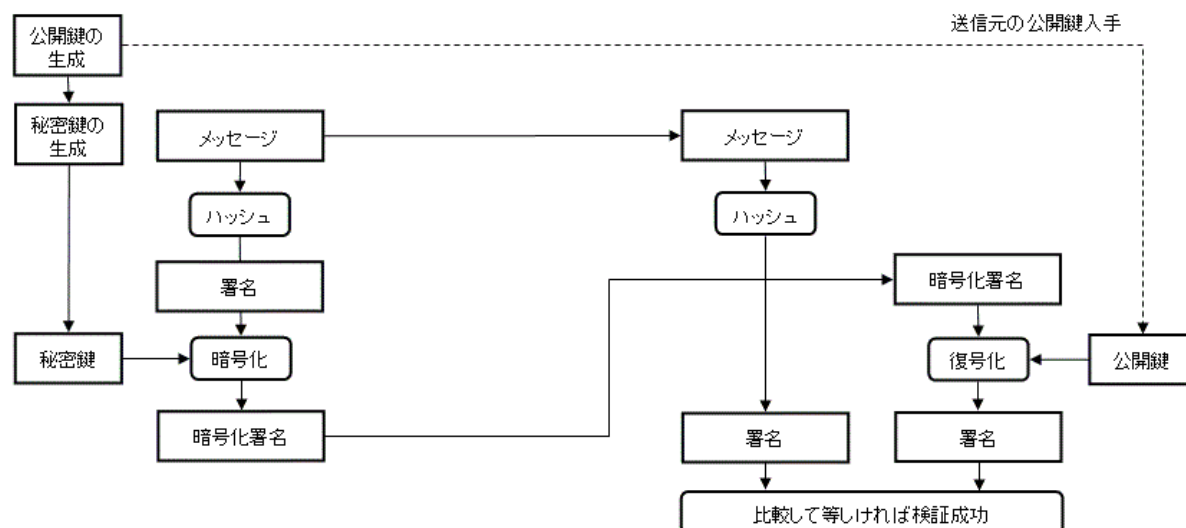 送信元の公開鍵入手
公開鍵の
生成
秘密鍵の
生成
メッセージ
メッセージ
ハッシュ
ハッシュ
署名
暗号化署名
秘密鍵
暗号化
復号化
公開鍵
暗号化署名
署名
署名
比較して等しければ検証成功